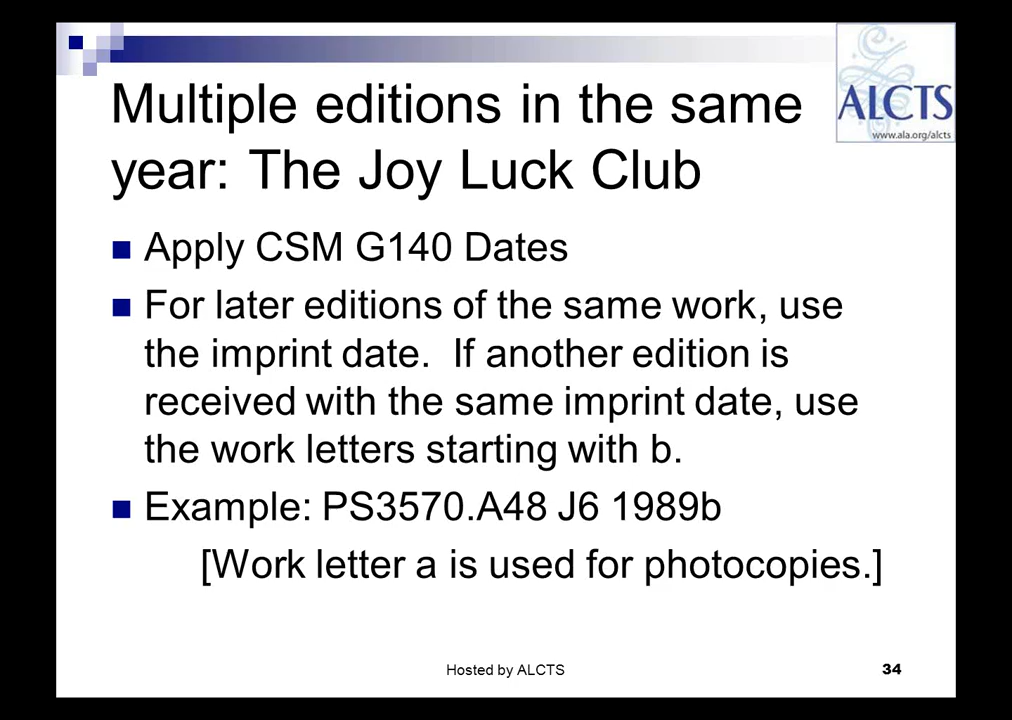 ALCTS
www.ala.org/alcts
Multiple editions in the same
year: The Joy Luck Club
Apply CSM G140 Dates
For later editions of the same work, use
the imprint date. If another edition is
received with the same imprint date, use
the work letters starting with b.
Example: PS3570.A48 J6 1989b
[Work letter a is used for photocopies.]
Hosted by ALCTS
34